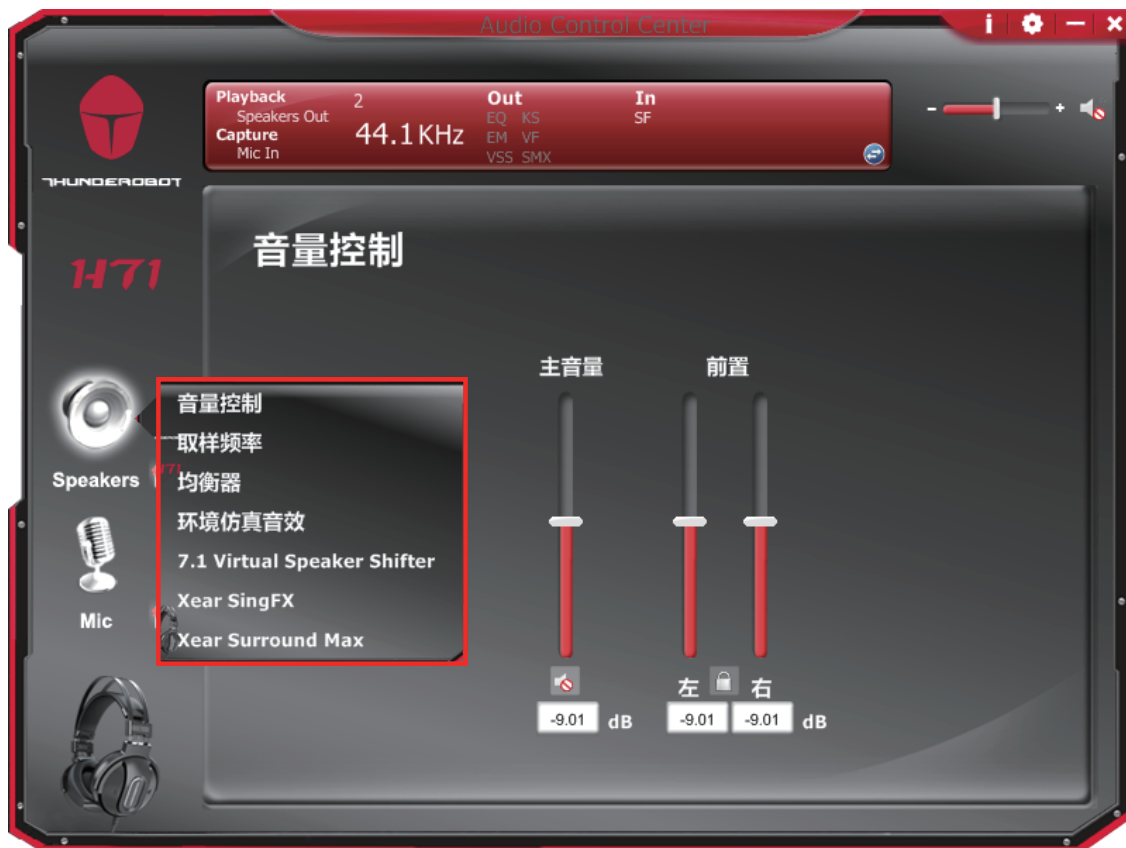 Audio Control Center
i
Playback 2 Out In
Speakers Out EQ KS SF
Capture 44.1KHz EM VF
Mic In VSS SMX
- +
THUNDEROBOT
H71
音量控制
主音量 前置
音量控制
取样频率
均衡器
Speakers
环境仿真音效
7.1 Virtual Speaker Shifter
Xear SingFX
Mic
Xear Surround Max
左 右
-9.01 dB -9.01 -9.01 dB